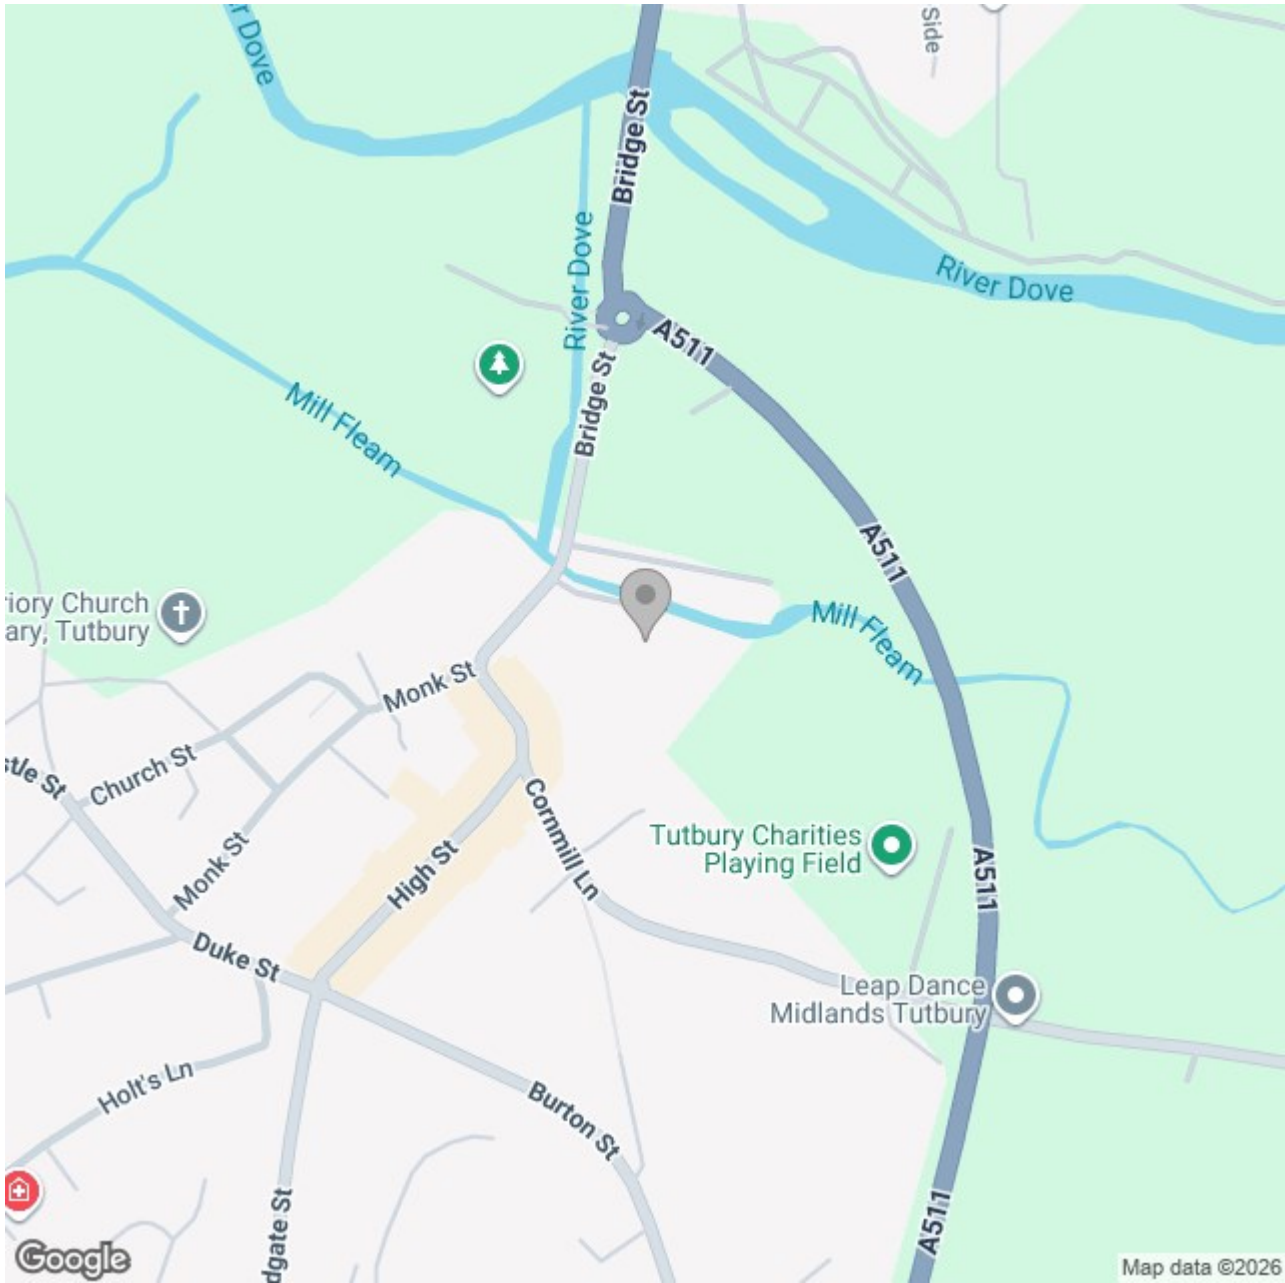 r Dove
Side
Bridge St
River Dove
River Dove
A511
Bridge St
Mill Fleam
A511
riory Church
ary, Tutbury
Mill Fleam
Monk St
Church St
stle St
Cornmill Ln
Tutbury Charities
Playing Field
High St
Monk St
A511
Duke St
Leap Dance
Midlands Tutbury
Holt's Ln
Burton St
dgate St
A511
Google
Map data ©2026